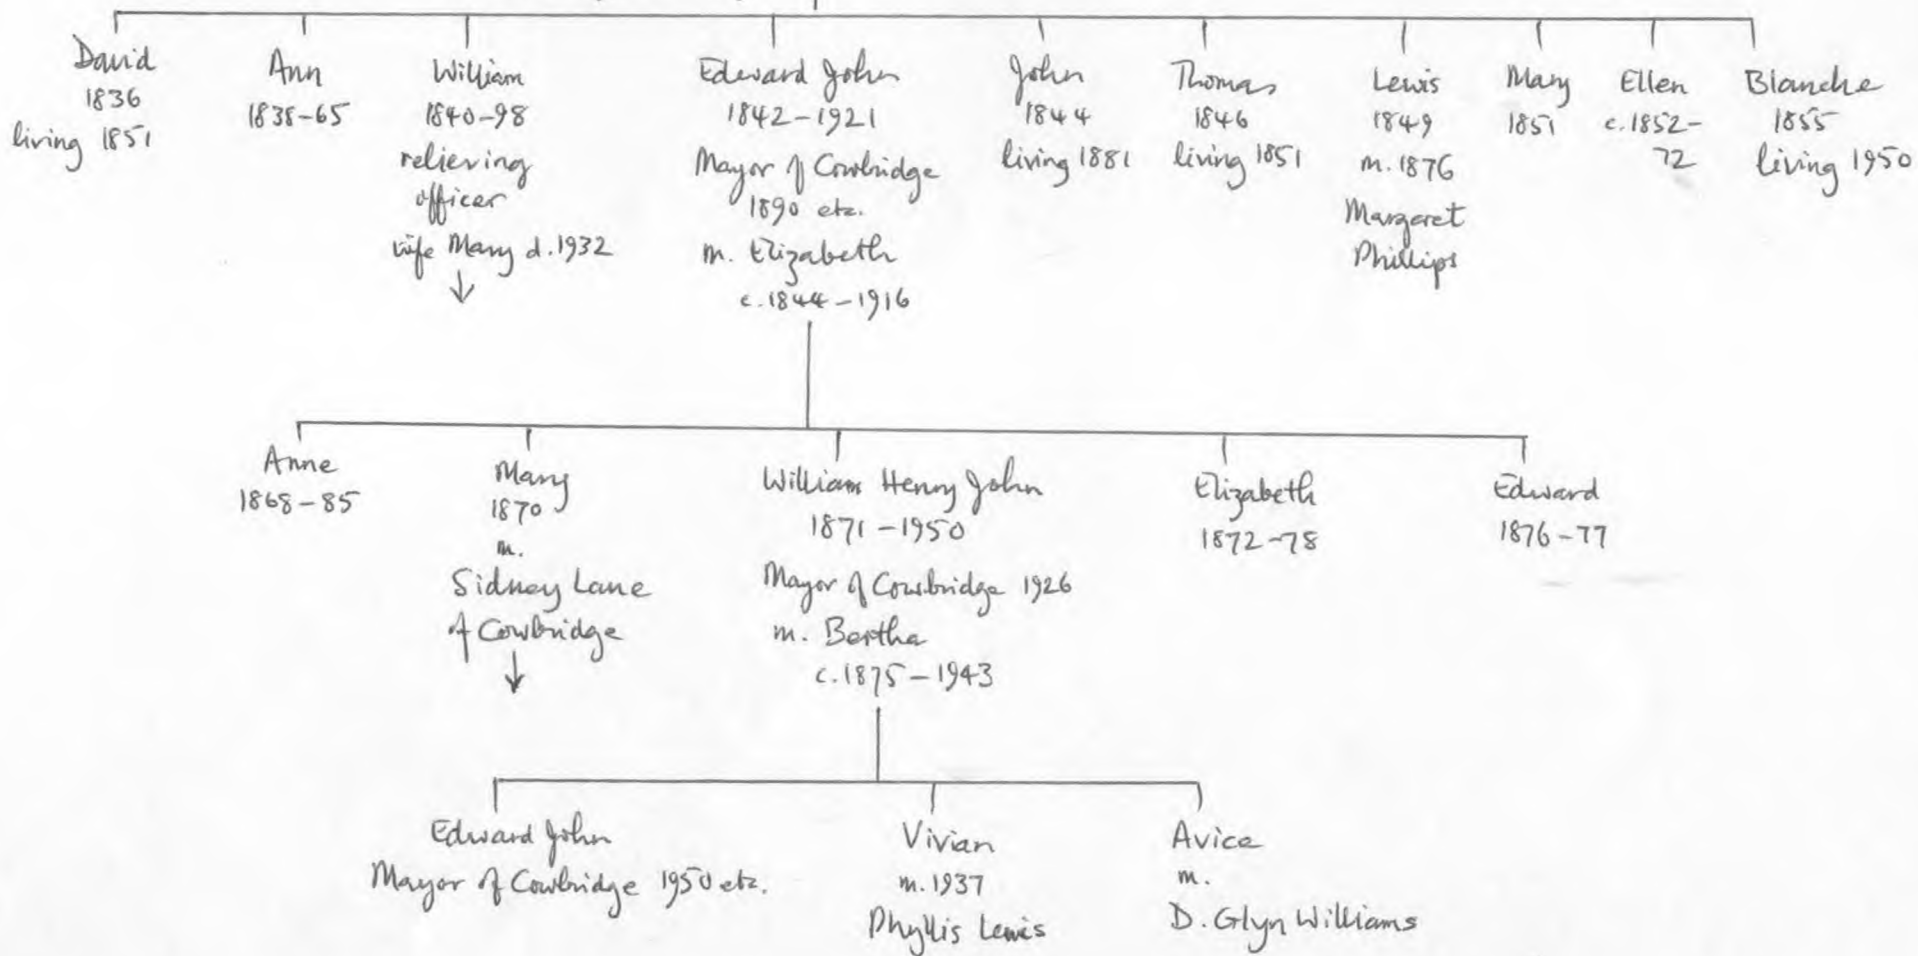 David
1836
living 1851
Ann
1838-65
William
1840-98
relieving
officer
wife Mary d. 1932
Edward John
1842-1921
Mayor of Cowbridge
1890 etc.
m. Elizabeth
c.1844-1916
John
1844
living 1881
Thomas
1846
living 1851
Lewis
1849
m. 1876
Margaret
Phillips
Mary
1851
Ellen
c.1852-
72
Blanche
1855
living 1950
Anne
1868-85
Mary
1870
m.
Sidney Lane
of Cowbridge
William Henry John
1871-1950
Mayor of Cowbridge 1926
m. Bertha
c.1875-1943
Elizabeth
1872-78
Edward
1876-77
Edward John
Mayor of Cowbridge 1950 etc.
Vivian
m. 1937
Phyllis Lewis
Avice
m.
D. Glyn Williams